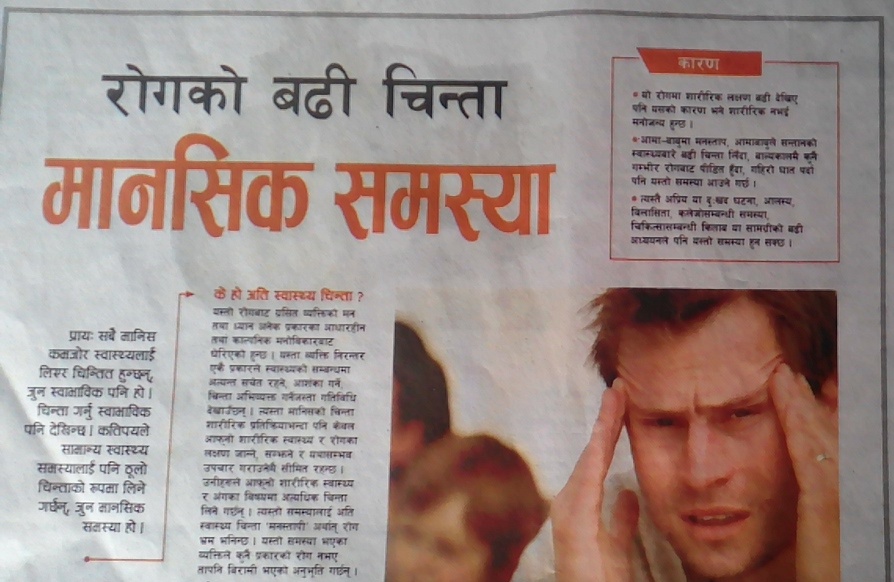 रोगको बढी चिन्ता
मानसिक समस्या
कारण
यो रोगमा शारीरिक लक्षण बढी देखिए
पनि यसको कारण भने शारीरिक नभई
मनोजन्य हुन्छ ।
आमा-बाबुमा मनस्ताप, आमाबाबुले सन्तानको
स्वास्थ्यबारे बढी चिन्ता लिँदा, बाल्यकालमै कुनै
गम्भीर रोगबाट पीडित हुँदा, गहिरो घात पर्दा
पनि यस्तो समस्या आउने गर्छ ।
त्यस्तै अप्रिय या दुःखद घटना, आलस्य,
विलासिता, कलेजोसम्बन्धी समस्या,
चिकित्सासम्बन्धी किताब या सामग्रीको बढी
अध्ययनले पनि यस्तो समस्या हुन सक्छ ।
प्रायः सबै मानिस
कमजोर स्वास्थ्यलाई
लिएर चिन्तित हुन्छन्,
जुन स्वाभाविक पनि हो ।
चिन्ता गर्नु स्वाभाविक
पनि देखिन्छ । कतिपयले
सामान्य स्वास्थ्य
समस्यालाई पनि ठूलो
चिन्ताको रूपमा लिने
गर्छन्, जुन मानसिक
समस्या हो ।
के हो अति स्वास्थ्य चिन्ता ?
यस्तो रोगबाट ग्रसित व्यक्तिको मन
तथा ध्यान अनेक प्रकारका आधारहीन
तथा काल्पनिक मनोविकारबाट
घेरिएको हुन्छ । यस्ता व्यक्ति निरन्तर
एकै प्रकारले स्वास्थ्यको सम्बन्धमा
अत्यन्त सचेत रहने, आशंका गर्ने,
चिन्ता अभिव्यक्त गर्नेजस्ता गतिविधि
देखाउँछन् । त्यस्ता मानिसको चिन्ता
शारीरिक प्रतिक्रियाभन्दा पनि केवल
आफ्नो शारीरिक स्वास्थ्य र रोगका
लक्षण जान्ने, सम्झने र यथासम्भव
उपचार गराउनेमै सीमित रहन्छ ।
उनीहरूले आफ्नो शारीरिक स्वास्थ्य
र अंगका विषयमा अत्यधिक चिन्ता
लिने गर्छन् । त्यस्तो समस्यालाई अति
स्वास्थ्य चिन्ता 'मनस्तापी' अर्थात् रोग
भ्रम भनिन्छ । यस्तो समस्या भएका
व्यक्तिले कुनै प्रकारको रोग नभए
तापनि बिरामी भएको अनुभूति गर्छन् ।